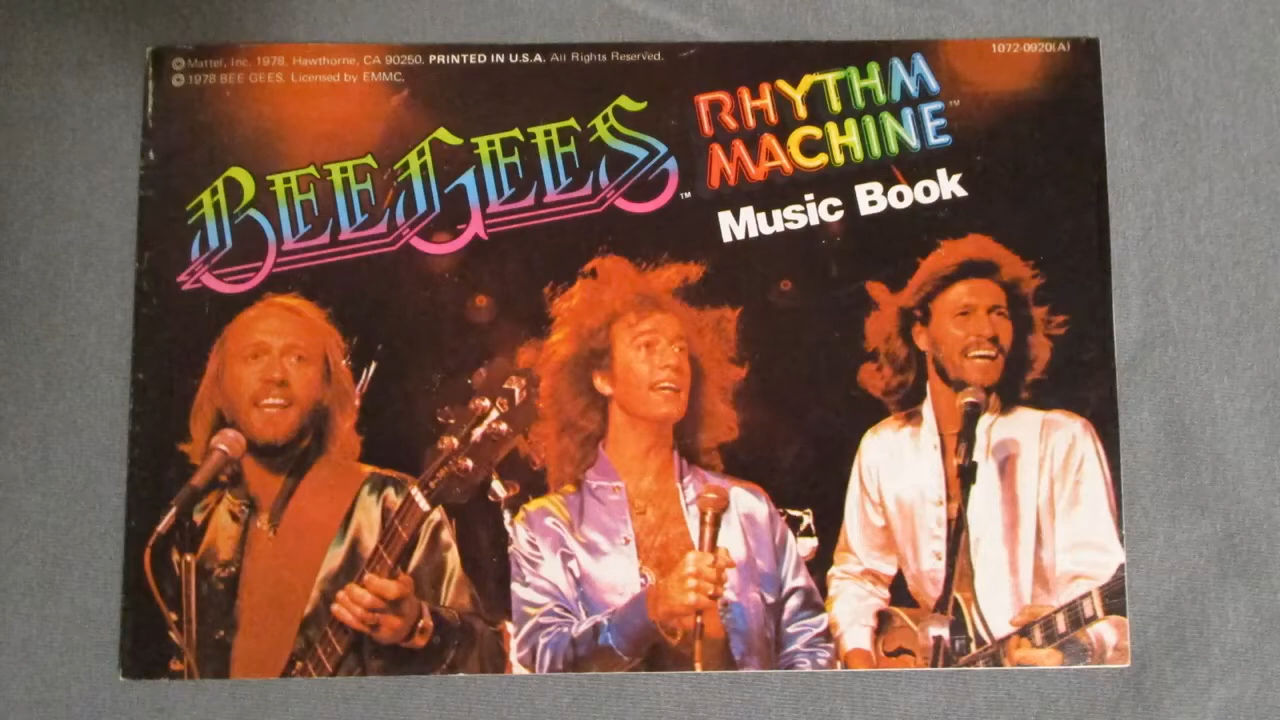 © Mattel, Inc. 1978, Hawthorne, CA 90250. PRINTED IN U.S.A. All Rights Reserved.
© 1978 BEE GEES. Licensed by EMMC.
1072-0920(A)
BEE GEES™
RHYTHM
MACHINE™
Music Book